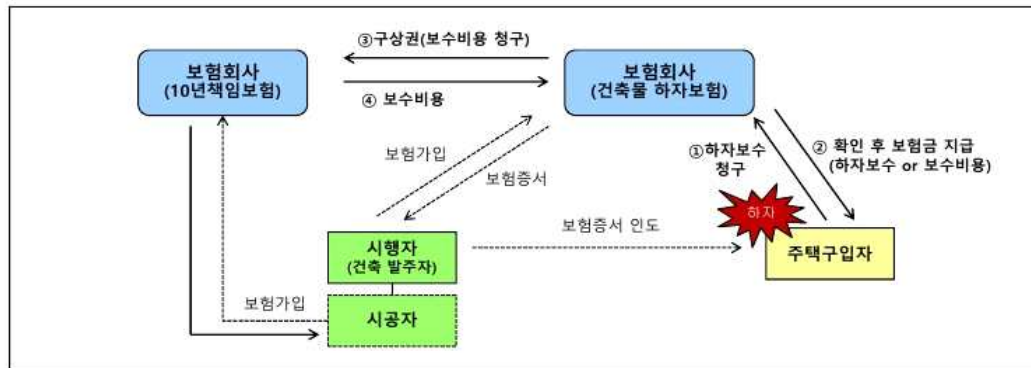 ③구상권(보수비용 청구)
보험회사
(10년책임보험)
④ 보수비용
보험회사
(건축물 하자보험)
보험가입
보험증서
①하자보수
청구
② 확인 후 보험금 지급
(하자보수 or 보수비용)
하자
보험증서 인도
시행자
(건축 발주자)
주택구입자
보험가입
시공자